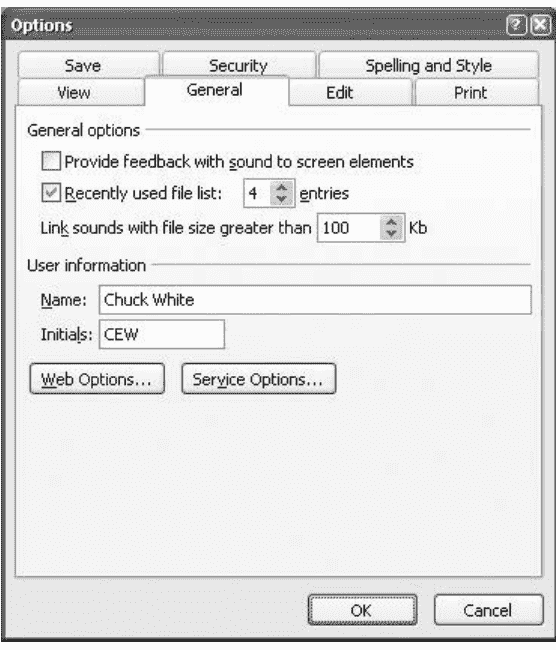 Options
Save Security Spelling and Style
View General Edit Print
General options
Provide feedback with sound to screen elements
Recently used file list: 4 entries
Link sounds with file size greater than 100 Kb
User information
Name: Chuck White
Initials: CEW
Web Options... Service Options...
OK Cancel